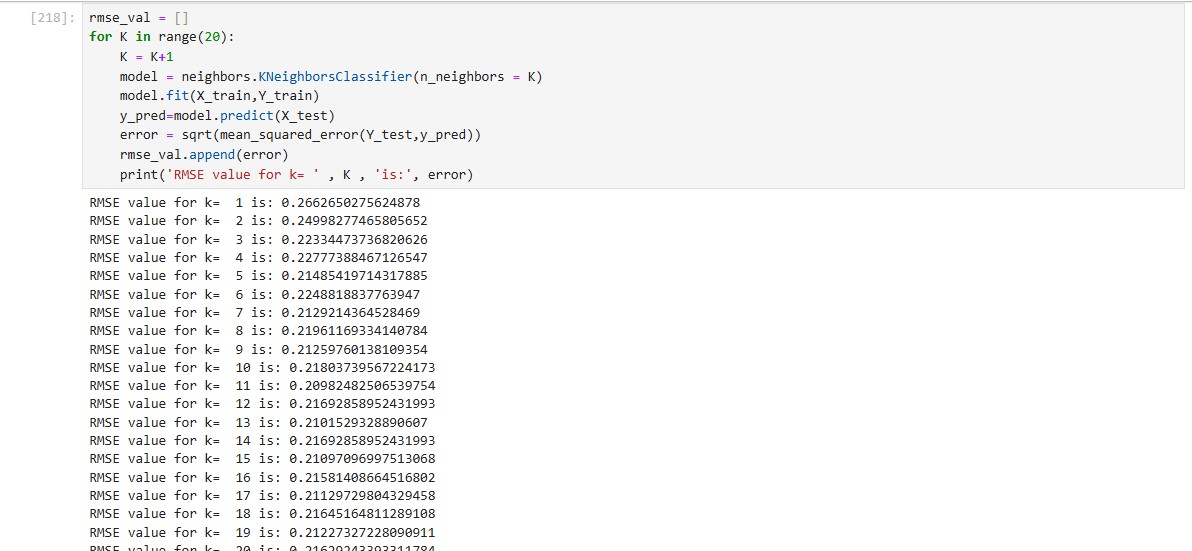 [218]: rmse_val = []
for K in range(20):
K = K+1
model = neighbors.KNeighborsClassifier(n_neighbors = K)
model.fit(X_train,Y_train)
y_pred=model.predict(X_test)
error = sqrt(mean_squared_error(Y_test,y_pred))
rmse_val.append(error)
print('RMSE value for k= ' , K , 'is:', error)
RMSE value for k=  1 is: 0.2662650275624878
RMSE value for k=  2 is: 0.24998277465805652
RMSE value for k=  3 is: 0.22334473736820626
RMSE value for k=  4 is: 0.22777388467126547
RMSE value for k=  5 is: 0.21485419714317885
RMSE value for k=  6 is: 0.2248818837763947
RMSE value for k=  7 is: 0.2129214364528469
RMSE value for k=  8 is: 0.21961169334140784
RMSE value for k=  9 is: 0.21259760138109354
RMSE value for k=  10 is: 0.21803739567224173
RMSE value for k=  11 is: 0.20982482506539754
RMSE value for k=  12 is: 0.21692858952431993
RMSE value for k=  13 is: 0.2101529328890607
RMSE value for k=  14 is: 0.21692858952431993
RMSE value for k=  15 is: 0.21097096997513068
RMSE value for k=  16 is: 0.21581408664516802
RMSE value for k=  17 is: 0.21129729804329458
RMSE value for k=  18 is: 0.21645164811289108
RMSE value for k=  19 is: 0.21227327228090911
RMSE value for k=  20 is: